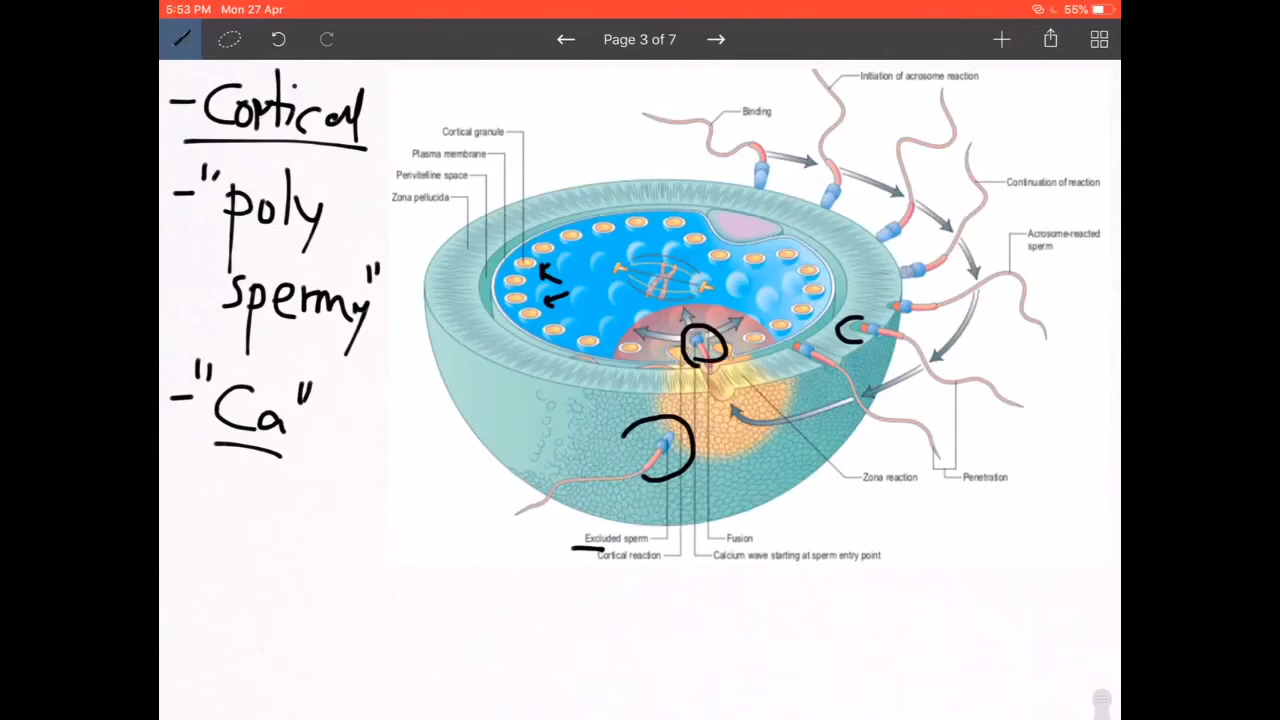 5:53 PM Mon 27 Apr
55%
Page 3 of 7
- Cortical
- "poly
spermy"
- "Ca"
Initiation of acrosome reaction
Binding
Cortical granule
Plasma membrane
Perivitelline space
Zona pellucida
Continuation of reaction
Acrosome-reacted
sperm
Zona reaction
Penetration
Excluded sperm
Fusion
Cortical reaction
Calcium wave starting at sperm entry point